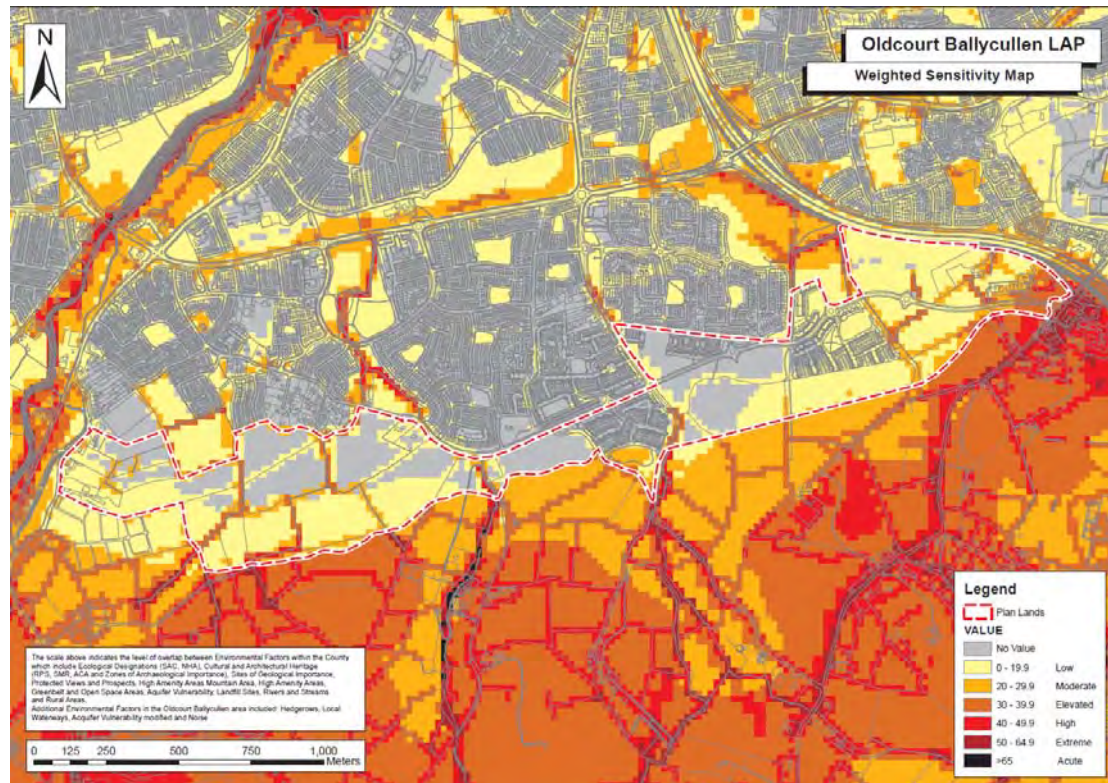 N
Oldcourt Ballycullen LAP
Weighted Sensitivity Map
The scale above indicates the level of overlap between Environmental Factors within the County
which include Ecological Designations (SAC, NHA), Cultural and Architectural Heritage
(RPS, SMR, ACA and Zones of Archaeological Importance), Sites of Geological Importance,
Protected Views and Prospects, High Amenity Areas Mountain Area, High Amenity Areas,
Greenbelt and Open Space Areas, Aquifer Vulnerability, Landfill Sites, Rivers and Streams
and Rural Areas.
Additional Environmental Factors in the Oldcourt Ballycullen area included: Hedgerows, Local
Waterways, Acquifer Vulnerability modified and Noise
0 125 250 500 750 1,000
Meters
Legend
Plan Lands
VALUE
No Value
0 - 19.9 Low
20 - 29.9 Moderate
30 - 39.9 Elevated
40 - 49.9 High
50 - 64.9 Extreme
>65 Acute